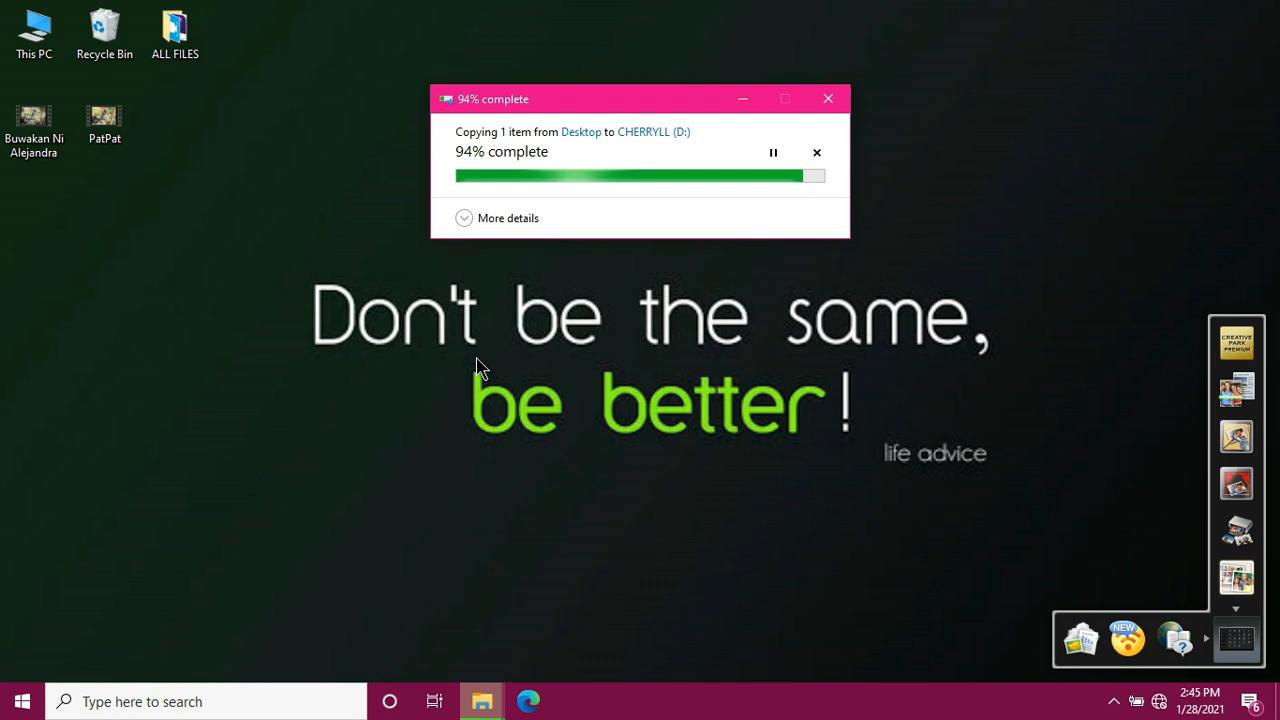 This PC
Recycle Bin
ALL FILES
Buwakan Ni
Alejandra
PatPat
94% complete
Copying 1 item from Desktop to CHERRYLL (D:)
94% complete
More details
Don't be the same,
be better!
life advice
CREATIVE
PARK
PREMIUM
NEW
Type here to search
2:45 PM
1/28/2021
6